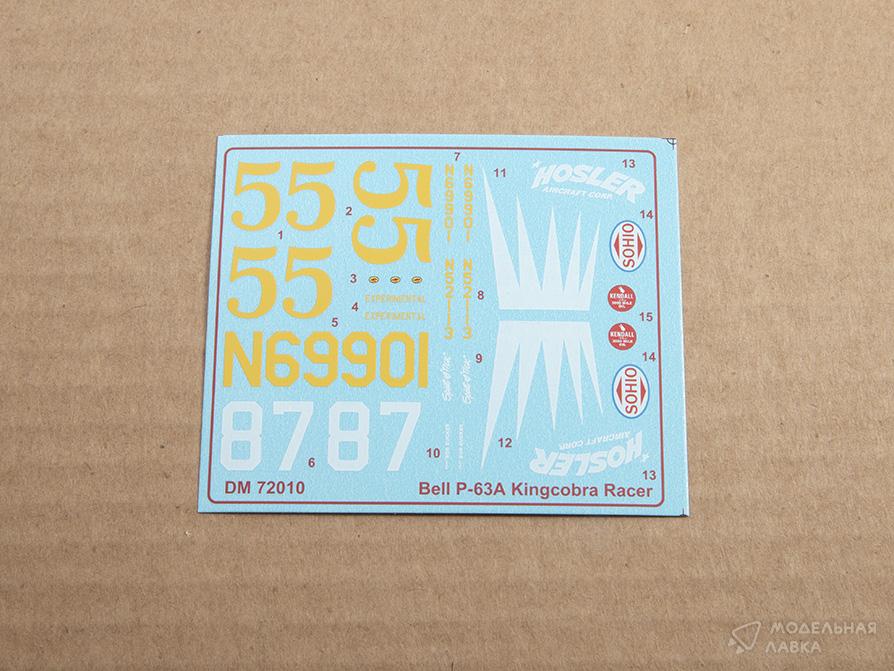 55
1
55
2
7
N69901
N69901
11
HOSLER
AIRCRAFT CORP.
13
14
SOHIO
55
5
3
4
EXPERIMENTAL
EXPERIMENTAL
N52113
N52113
8
KENDALL
15
KENDALL
N69901
9
14
SOHIO
8787
6
10
12
HOSLER
AIRCRAFT CORP.
13
DM 72010
Bell P-63A Kingcobra Racer
МОДЕЛЬНАЯ
ЛАВКА